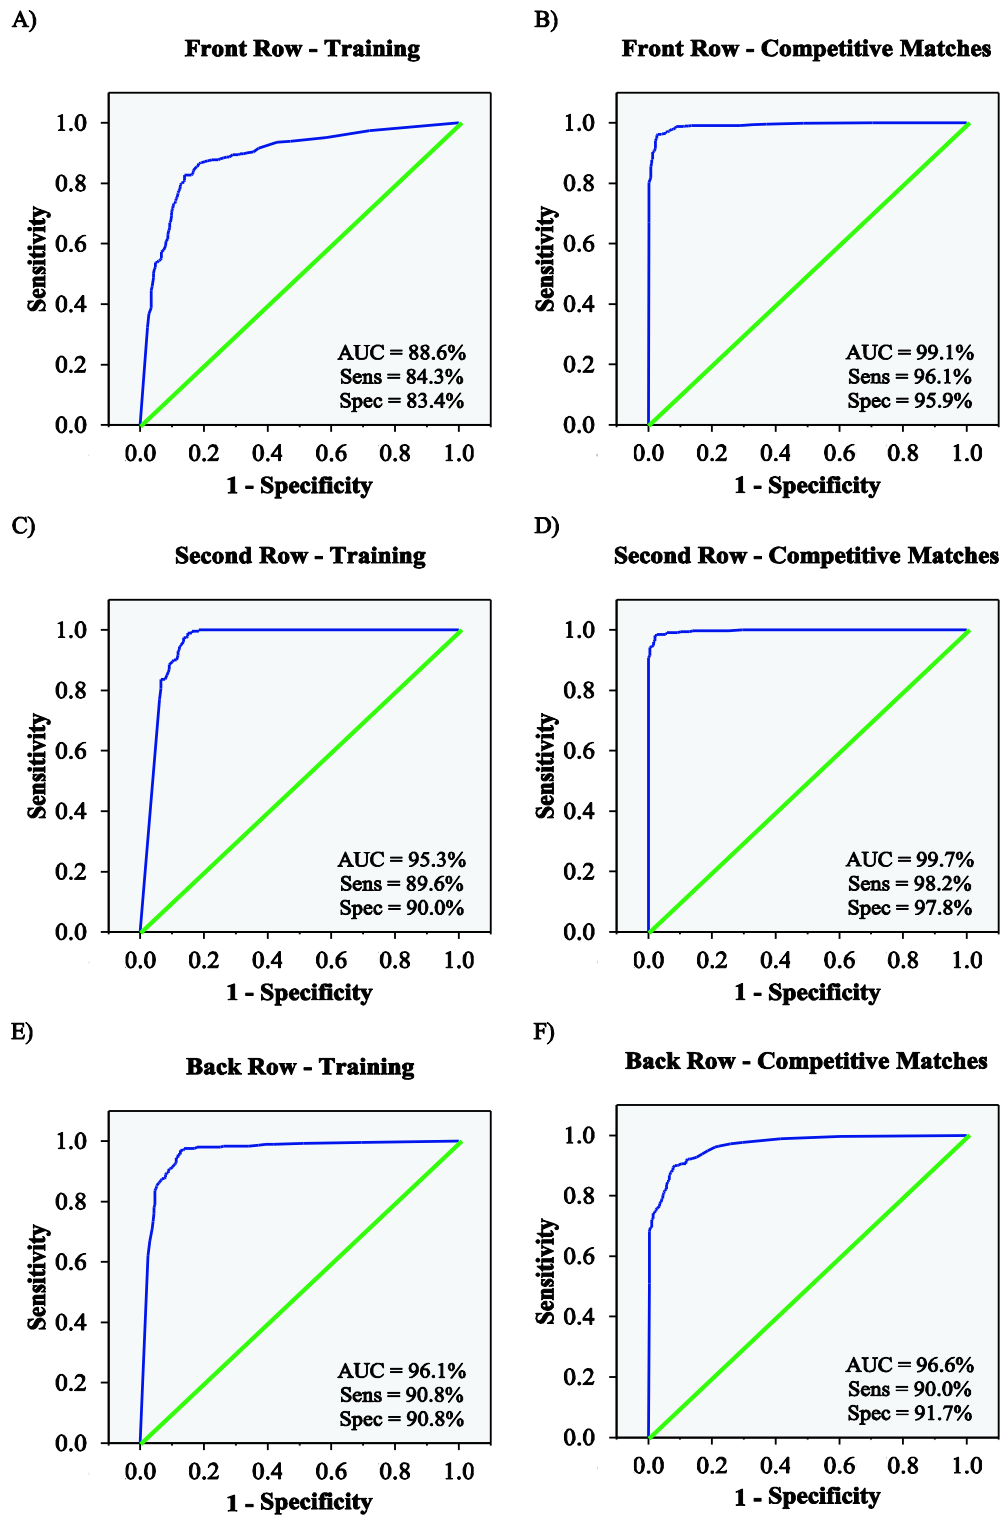 A)
Front Row - Training
Sensitivity
1.0
0.8
0.6
0.4
0.2
0.0
AUC = 88.6%
Sens = 84.3%
Spec = 83.4%
0.0 0.2 0.4 0.6 0.8 1.0
1 - Specificity
B)
Front Row - Competitive Matches
Sensitivity
1.0
0.8
0.6
0.4
0.2
0.0
AUC = 99.1%
Sens = 96.1%
Spec = 95.9%
0.0 0.2 0.4 0.6 0.8 1.0
1 - Specificity
C)
Second Row - Training
Sensitivity
1.0
0.8
0.6
0.4
0.2
0.0
AUC = 95.3%
Sens = 89.6%
Spec = 90.0%
0.0 0.2 0.4 0.6 0.8 1.0
1 - Specificity
D)
Second Row - Competitive Matches
Sensitivity
1.0
0.8
0.6
0.4
0.2
0.0
AUC = 99.7%
Sens = 98.2%
Spec = 97.8%
0.0 0.2 0.4 0.6 0.8 1.0
1 - Specificity
E)
Back Row - Training
Sensitivity
1.0
0.8
0.6
0.4
0.2
0.0
AUC = 96.1%
Sens = 90.8%
Spec = 90.8%
0.0 0.2 0.4 0.6 0.8 1.0
1 - Specificity
F)
Back Row - Competitive Matches
Sensitivity
1.0
0.8
0.6
0.4
0.2
0.0
AUC = 96.6%
Sens = 90.0%
Spec = 91.7%
0.0 0.2 0.4 0.6 0.8 1.0
1 - Specificity